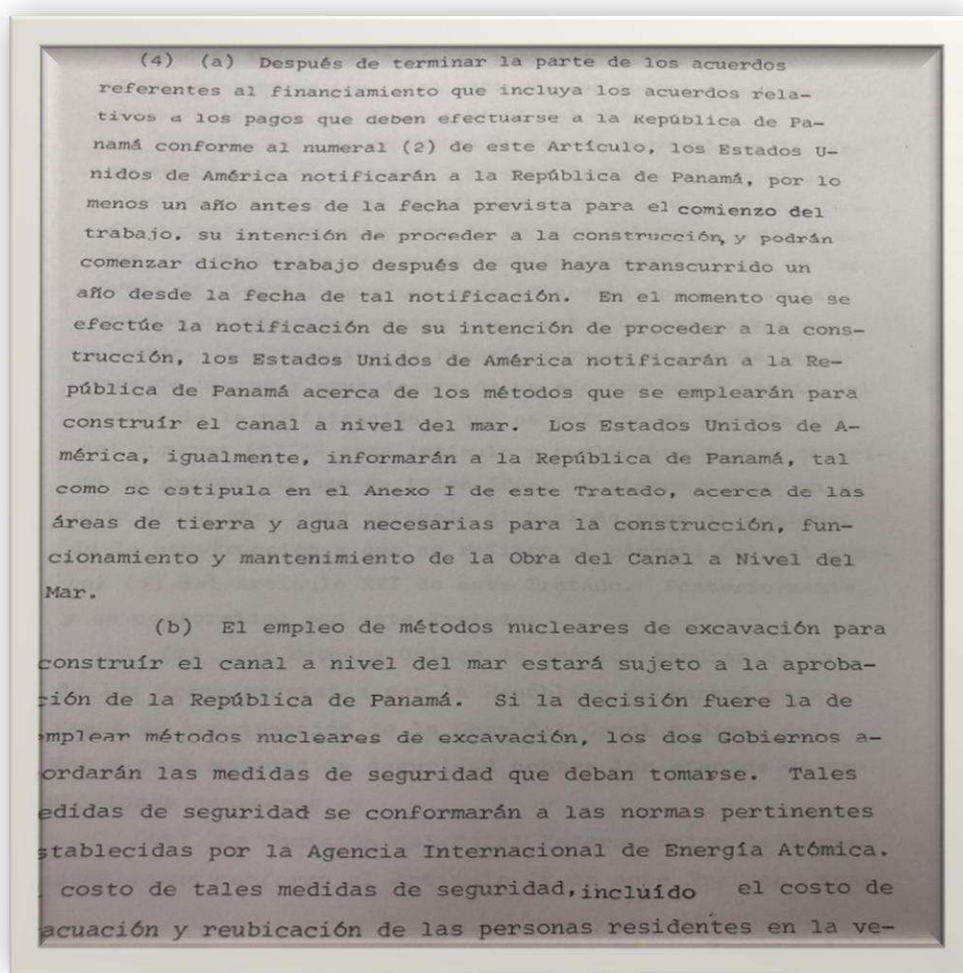 (4) (a) Después de terminar la parte de los acuerdos
referentes al financiamiento que incluya los acuerdos rela-
tivos a los pagos que deben efectuarse a la República de Pa-
namá conforme al numeral (2) de este Artículo, los Estados U-
nidos de América notificarán a la República de Panamá, por lo
menos un año antes de la fecha prevista para el comienzo del
trabajo, su intención de proceder a la construcción, y podrán
comenzar dicho trabajo después de que haya transcurrido un
año desde la fecha de tal notificación. En el momento que se
efectúe la notificación de su intención de proceder a la cons-
trucción, los Estados Unidos de América notificarán a la Re-
pública de Panamá acerca de los métodos que se emplearán para
construír el canal a nivel del mar. Los Estados Unidos de A-
mérica, igualmente, informarán a la República de Panamá, tal
como se estipula en el Anexo I de este Tratado, acerca de las
áreas de tierra y agua necesarias para la construcción, fun-
cionamiento y mantenimiento de la Obra del Canal a Nivel del
Mar.
(b) El empleo de métodos nucleares de excavación para
construír el canal a nivel del mar estará sujeto a la aproba-
ción de la República de Panamá. Si la decisión fuere la de
mplear métodos nucleares de excavación, los dos Gobiernos a-
ordarán las medidas de seguridad que deban tomarse. Tales
edidas de seguridad se conformarán a las normas pertinentes
stablecidas por la Agencia Internacional de Energía Atómica.
costo de tales medidas de seguridad, incluído el costo de
acuación y reubicación de las personas residentes en la ve-